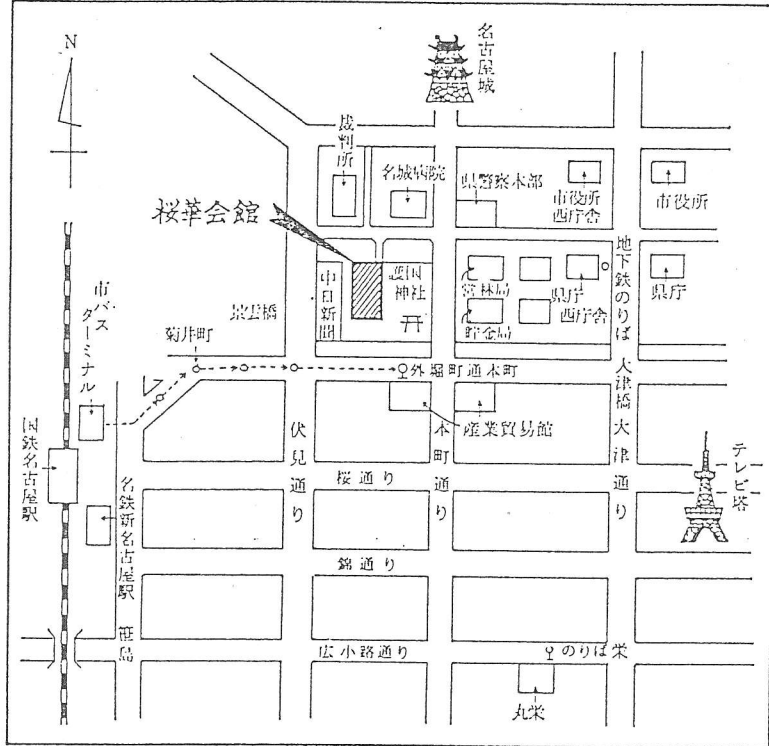 N
名古屋城
裁判所
名城病院
県警察本部
市役所
西庁舎
市役所
桜華会館
中日新聞
護国
神社
営林局
県庁
西庁舎
貯金局
地下鉄のりば
県庁
市バス
ターミナル
景雲橋
菊井町
外堀町通本町
大津橋
産業貿易館
国鉄名古屋駅
名鉄新名古屋駅
伏見通り
本町通り
大津通り
テレビ塔
桜通り
錦通り
笹島
広小路通り
のりば栄
丸栄